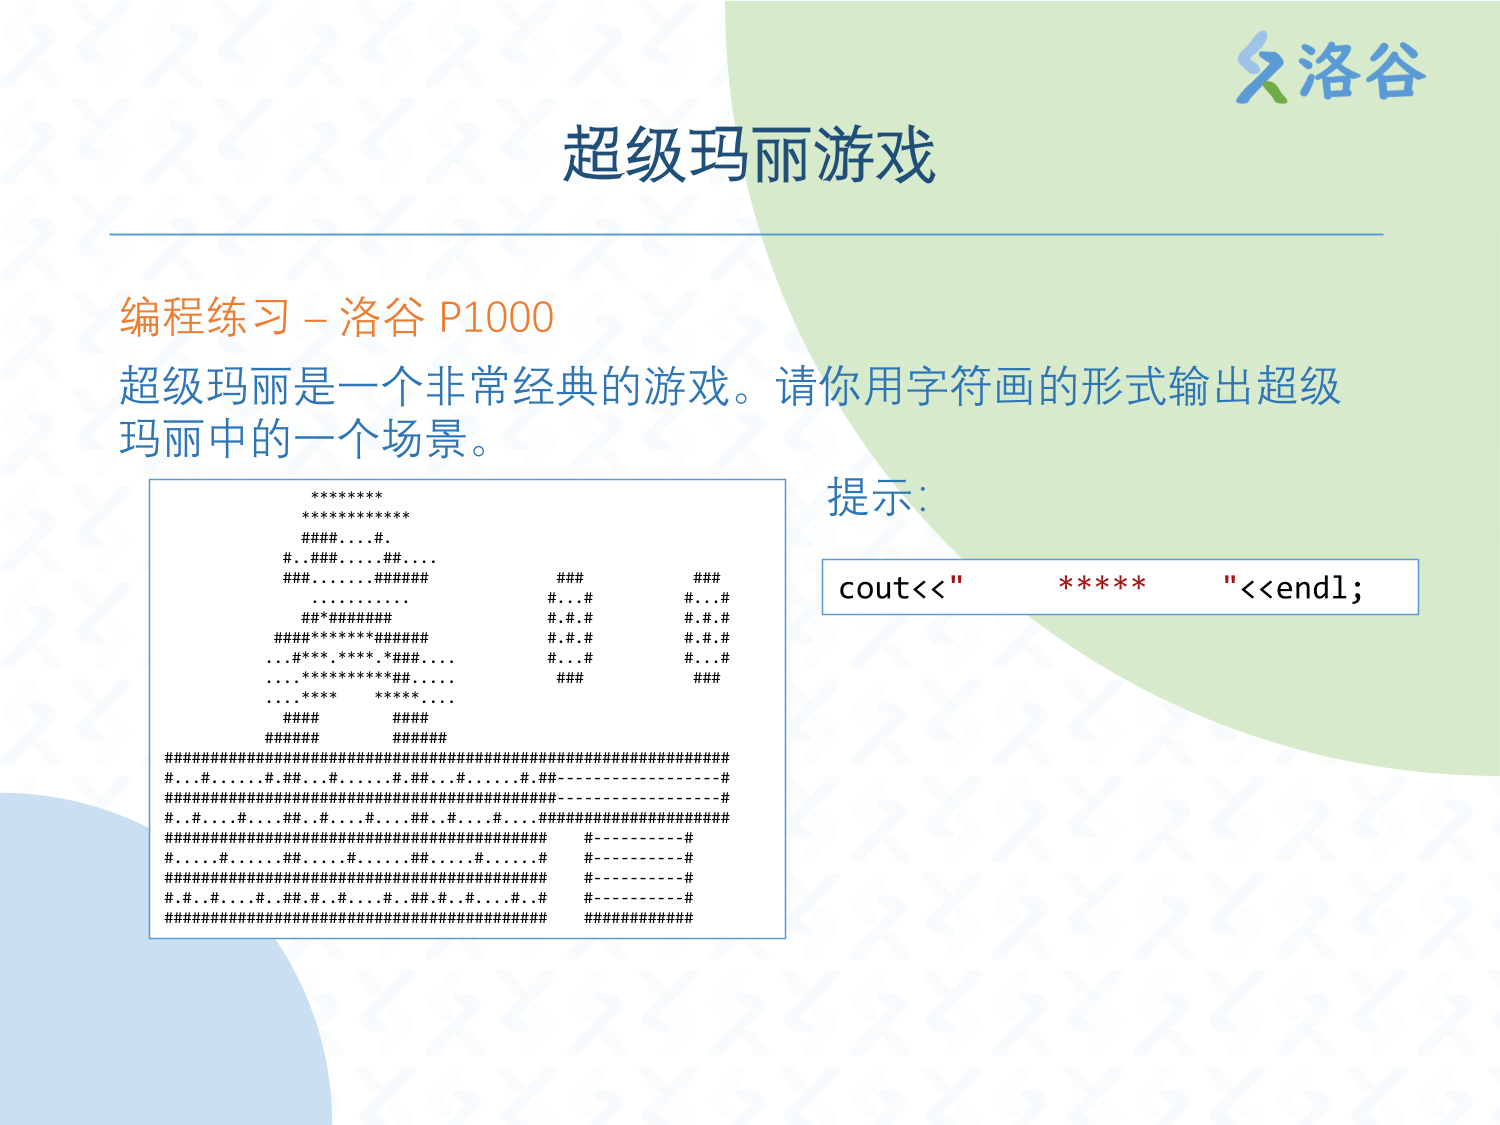 洛谷
超级玛丽游戏
编程练习 – 洛谷 P1000
超级玛丽是一个非常经典的游戏。请你用字符画的形式输出超级
玛丽中的一个场景。
                ********
               ************
               ####....#.
             #..###.....##....
             ###.......######              ###            ###
                ...........               #...#          #...#
               ##*#######                 #.#.#          #.#.#
            ####*******######             #.#.#          #.#.#
           ...#***.****.*###....          #...#          #...#
           ....**********##.....           ###            ###
           ....****    *****....
             ####        ####
           ######        ######
##############################################################
#...#......#.##...#......#.##...#......#.##------------------#
###########################################------------------#
#..#....#....##..#....#....##..#....#....#####################
##########################################    #----------#
#.....#......##.....#......##.....#......#    #----------#
##########################################    #----------#
#.#..#....#..##.#..#....#..##.#..#....#..#    #----------#
##########################################    ############
提示：
cout<<"      *****     "<<endl;